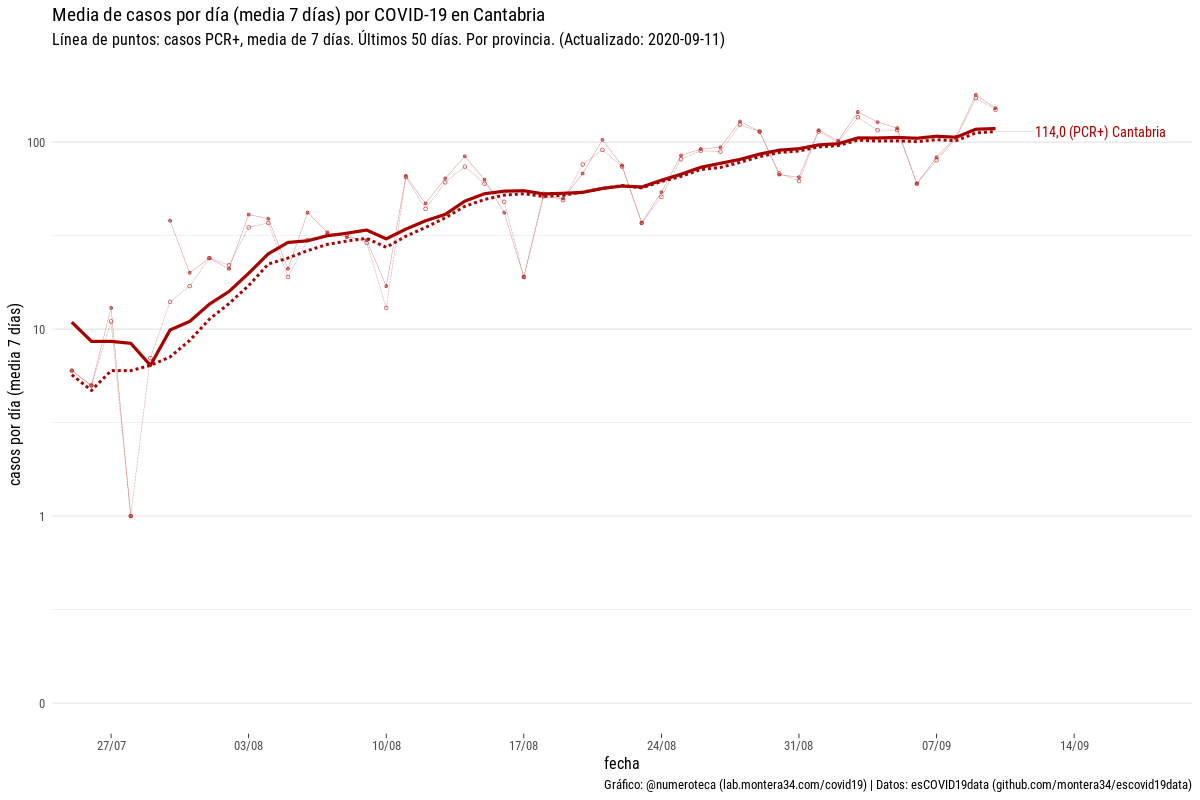 Media de casos por día (media 7 días) por COVID-19 en Cantabria
Línea de puntos: casos PCR+, media de 7 días. Últimos 50 días. Por provincia. (Actualizado: 2020-09-11)
casos por día (media 7 días)
100
10
1
0
114,0 (PCR+) Cantabria
27/07
03/08
10/08
17/08
24/08
31/08
07/09
14/09
fecha
Gráfico: @numeroteca (lab.montera34.com/covid19) | Datos: esCOVID19data (github.com/montera34/escovid19data)